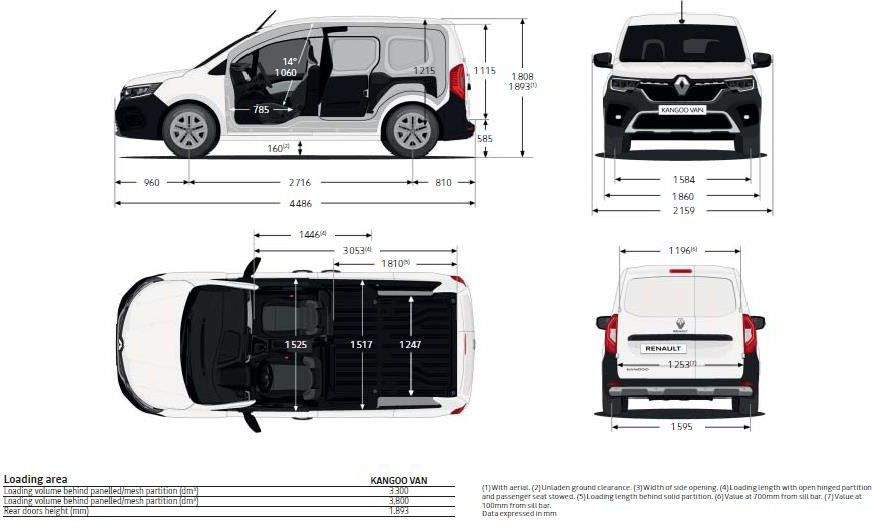 14°
1060
1215
1115
1808
1893(1)
785
KANGOO VAN
585
160(2)
960
2716
810
1584
4486
1860
2159
1446(4)
3053(4)
1196(6)
1810(5)
1525
1517
1247
RENAULT
RENAULT
1253(7)
KANGOO
1595
Loading area
KANGOO VAN
Loading volume behind panelled/mesh partition (dm³)
3300
Loading volume behind panelled/mesh partition (dm³)
3,800
Rear doors height (mm)
1.893
(1) With aerial. (2) Unladen ground clearance. (3) Width of side opening. (4) Loading length with open hinged partition
and passenger seat stowed. (5) Loading length behind solid partition. (6) Value at 700mm from sill bar. (7) Value at
100mm from sill bar.
Data expressed in mm